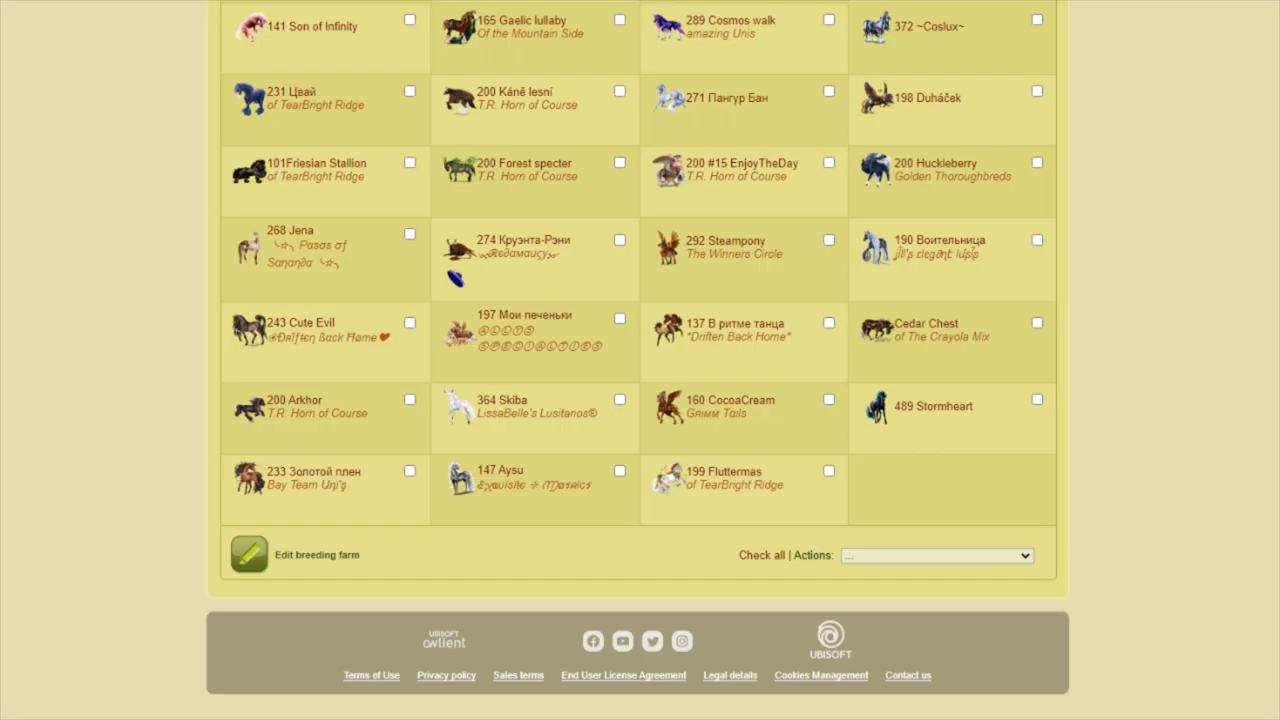 141 Son of Infinity
165 Gaelic lullaby
Of the Mountain Side
289 Cosmos walk
amazing Unis
372 ~Coslux~
231 Цвай
of TearBright Ridge
200 Káně lesní
T.R. Horn of Course
271 Пангур Бан
198 Duháček
101Friesian Stallion
of TearBright Ridge
200 Forest specter
T.R. Horn of Course
200 #15 EnjoyTheDay
T.R. Horn of Course
200 Huckleberry
Golden Thoroughbreds
268 Jena
274 Круэнта-Рэни
292 Steampony
The Winners Circle
190 Воительница
243 Cute Evil
197 Мои печеньки
ⒶⓁⓁⓎⓈ
ⓈⓅⒺⒸⒾⒶⓁⓉⒾⒺⓈ
137 В ритме танца
"Driften Back Home"
Cedar Chest
of The Crayola Mix
200 Arkhor
T.R. Horn of Course
364 Skiba
LissaBelle's Lusitanos®
160 CocoaCream
Gʀɪᴍᴍ Tɑils
489 Stormheart
233 Золотой плен
Bay Team
147 Aysu
199 Fluttermas
of TearBright Ridge
Edit breeding farm
Check all | Actions: ...
UBISOFT
owlient
UBISOFT
Terms of Use Privacy policy Sales terms End User License Agreement Legal details Cookies Management Contact us